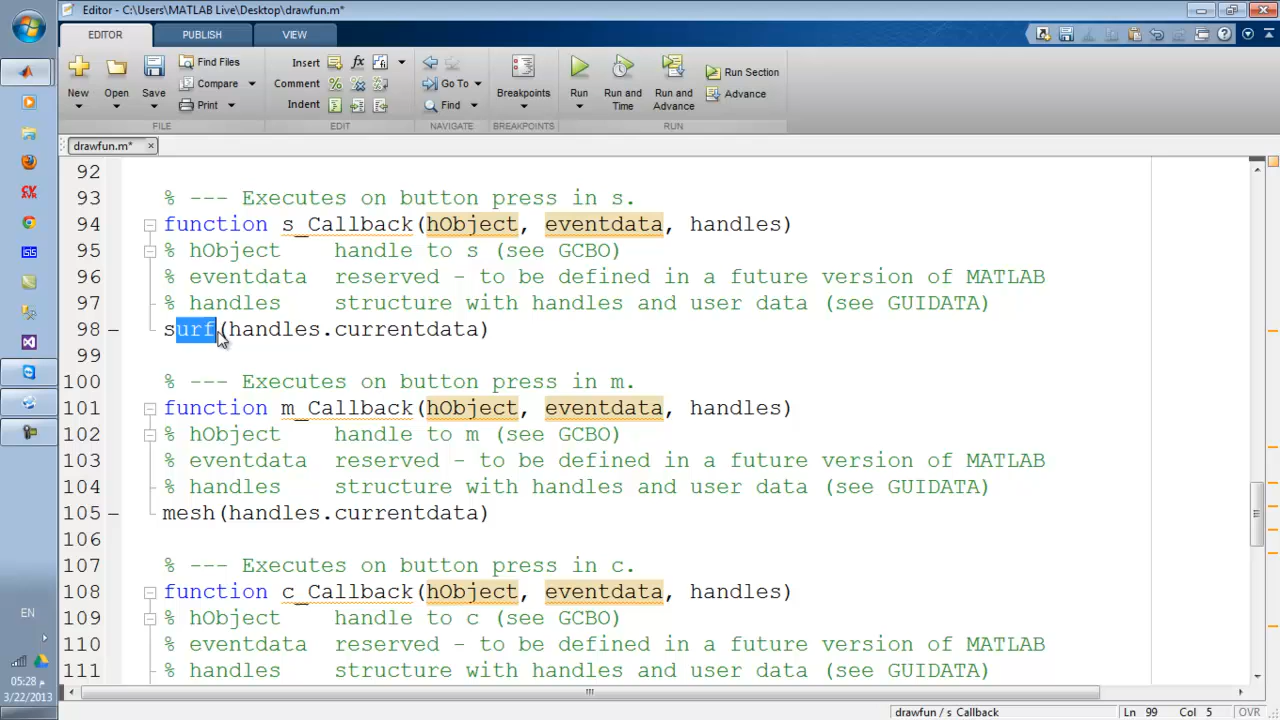 Editor - C:\Users\MATLAB Live\Desktop\drawfun.m*
EDITOR PUBLISH VIEW
New Open Save Find Files Compare Print
Insert Comment Indent fx
Go To Find
Breakpoints Run Run and Time Run and Advance Run Section Advance
FILE EDIT NAVIGATE BREAKPOINTS RUN
drawfun.m*
92
93 % --- Executes on button press in s.
94 function s_Callback(hObject, eventdata, handles)
95 % hObject    handle to s (see GCBO)
96 % eventdata  reserved - to be defined in a future version of MATLAB
97 % handles    structure with handles and user data (see GUIDATA)
98 – surf(handles.currentdata)
99
100 % --- Executes on button press in m.
101 function m_Callback(hObject, eventdata, handles)
102 % hObject    handle to m (see GCBO)
103 % eventdata  reserved - to be defined in a future version of MATLAB
104 % handles    structure with handles and user data (see GUIDATA)
105 – mesh(handles.currentdata)
106
107 % --- Executes on button press in c.
108 function c_Callback(hObject, eventdata, handles)
109 % hObject    handle to c (see GCBO)
110 % eventdata  reserved - to be defined in a future version of MATLAB
111 % handles    structure with handles and user data (see GUIDATA)
drawfun / s Callback Ln 99 Col 5 OVR
EN
05:28 م
3/22/2013